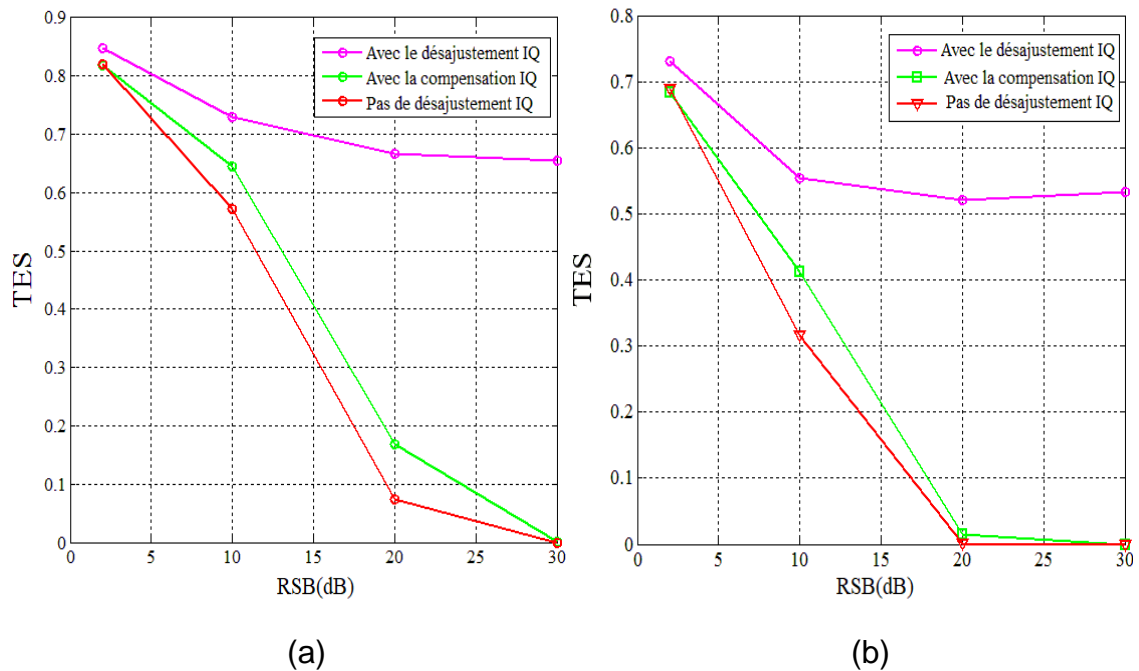 0.9
0.8
0.7
0.6
0.5
0.4
0.3
0.2
0.1
0
TES
0
5
10
15
20
25
30
RSB(dB)
Avec le désajustement IQ
Avec la compensation IQ
Pas de désajustement IQ
(a)
0.8
0.7
0.6
0.5
0.4
0.3
0.2
0.1
0
TES
0
5
10
15
20
25
30
RSB(dB)
Avec le désajustement IQ
Avec la compensation IQ
Pas de désajustement IQ
(b)